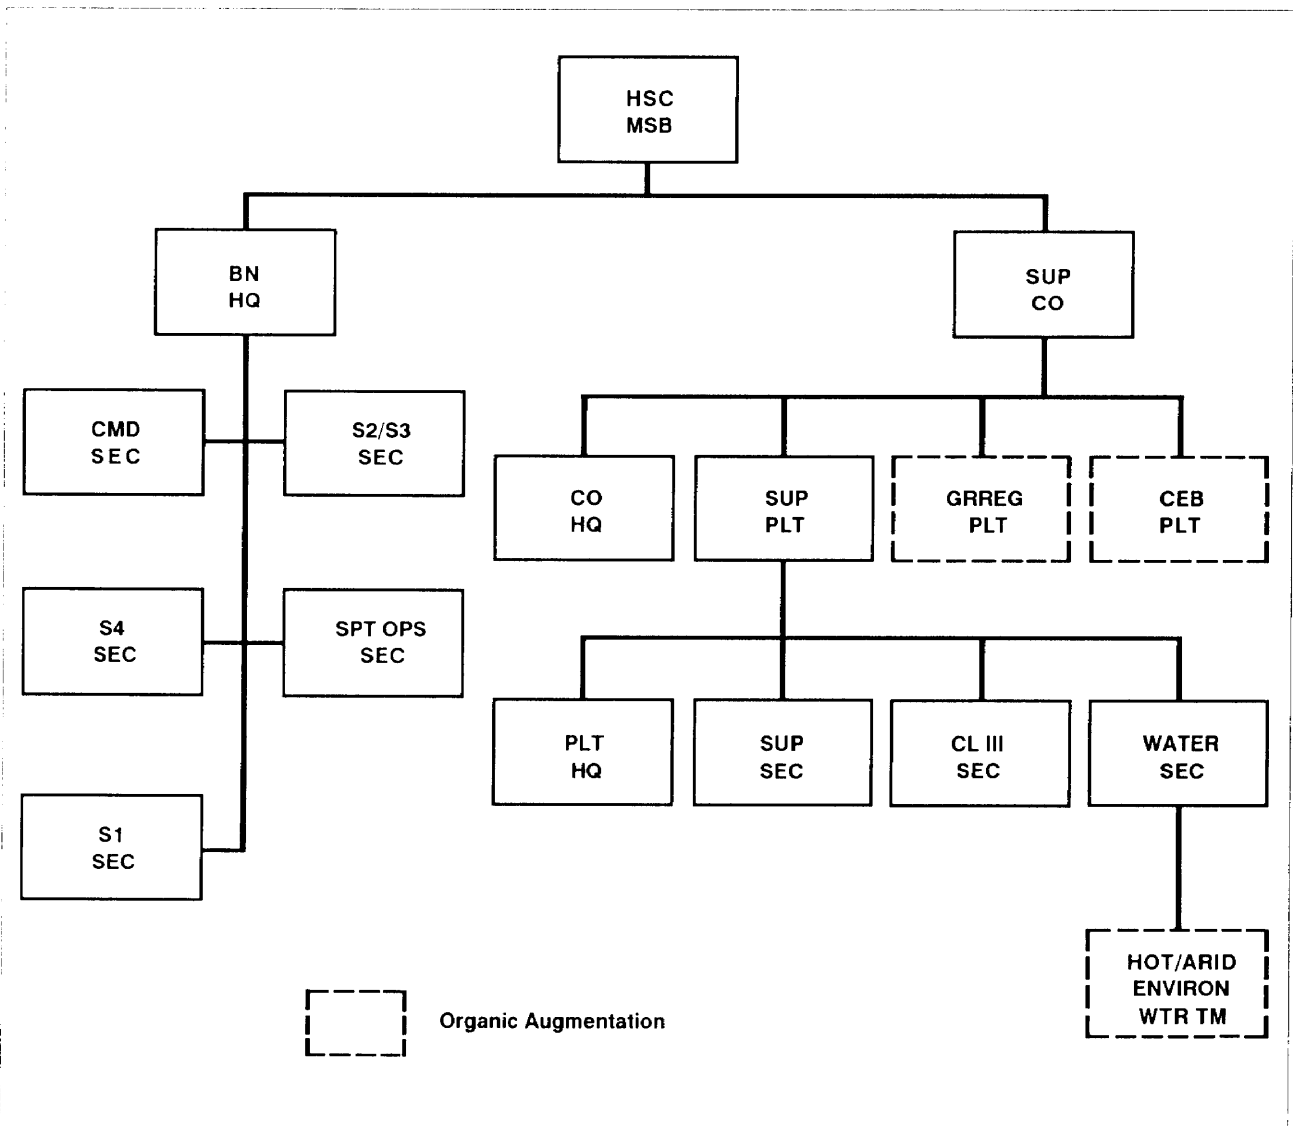 HSC
MSB
BN
HQ
SUP
CO
CMD
SEC
S2/S3
SEC
CO
HQ
SUP
PLT
GRREG
PLT
CEB
PLT
S4
SEC
SPT OPS
SEC
PLT
HQ
SUP
SEC
CL III
SEC
WATER
SEC
S1
SEC
HOT/ARID
ENVIRON
WTR TM
Organic Augmentation